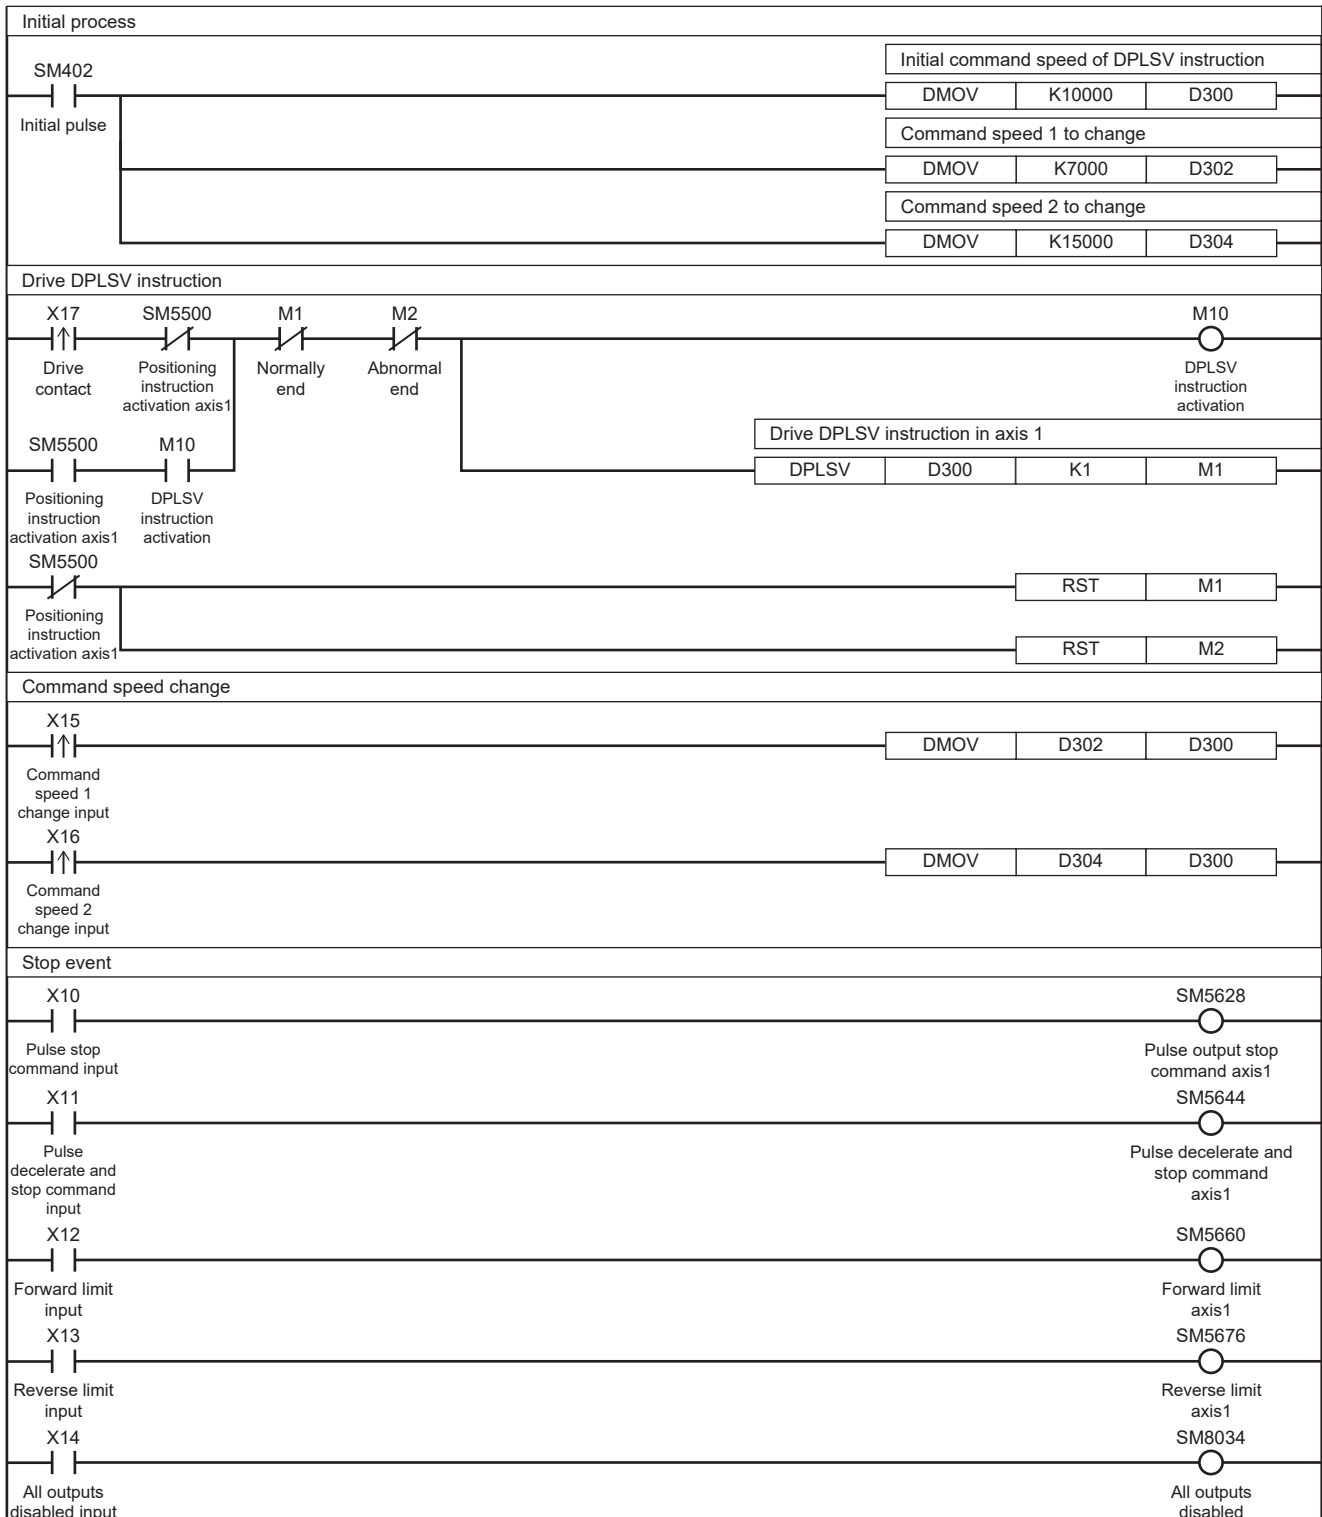 Initial process
Initial command speed of DPLSV instruction
SM402
DMOV K10000 D300
Initial pulse
Command speed 1 to change
DMOV K7000 D302
Command speed 2 to change
DMOV K15000 D304
Drive DPLSV instruction
X17 SM5500 M1 M2 M10
Drive contact
Positioning instruction activation axis1
Normally end
Abnormal end
DPLSV instruction activation
Drive DPLSV instruction in axis 1
SM5500 M10
DPLSV D300 K1 M1
Positioning instruction activation axis1
DPLSV instruction activation
SM5500
RST M1
Positioning instruction activation axis1
RST M2
Command speed change
X15
DMOV D302 D300
Command speed 1 change input
X16
DMOV D304 D300
Command speed 2 change input
Stop event
X10 SM5628
Pulse stop command input
Pulse output stop command axis1
X11 SM5644
Pulse decelerate and stop command input
Pulse decelerate and stop command axis1
X12 SM5660
Forward limit input
Forward limit axis1
X13 SM5676
Reverse limit input
Reverse limit axis1
X14 SM8034
All outputs disabled input
All outputs disabled